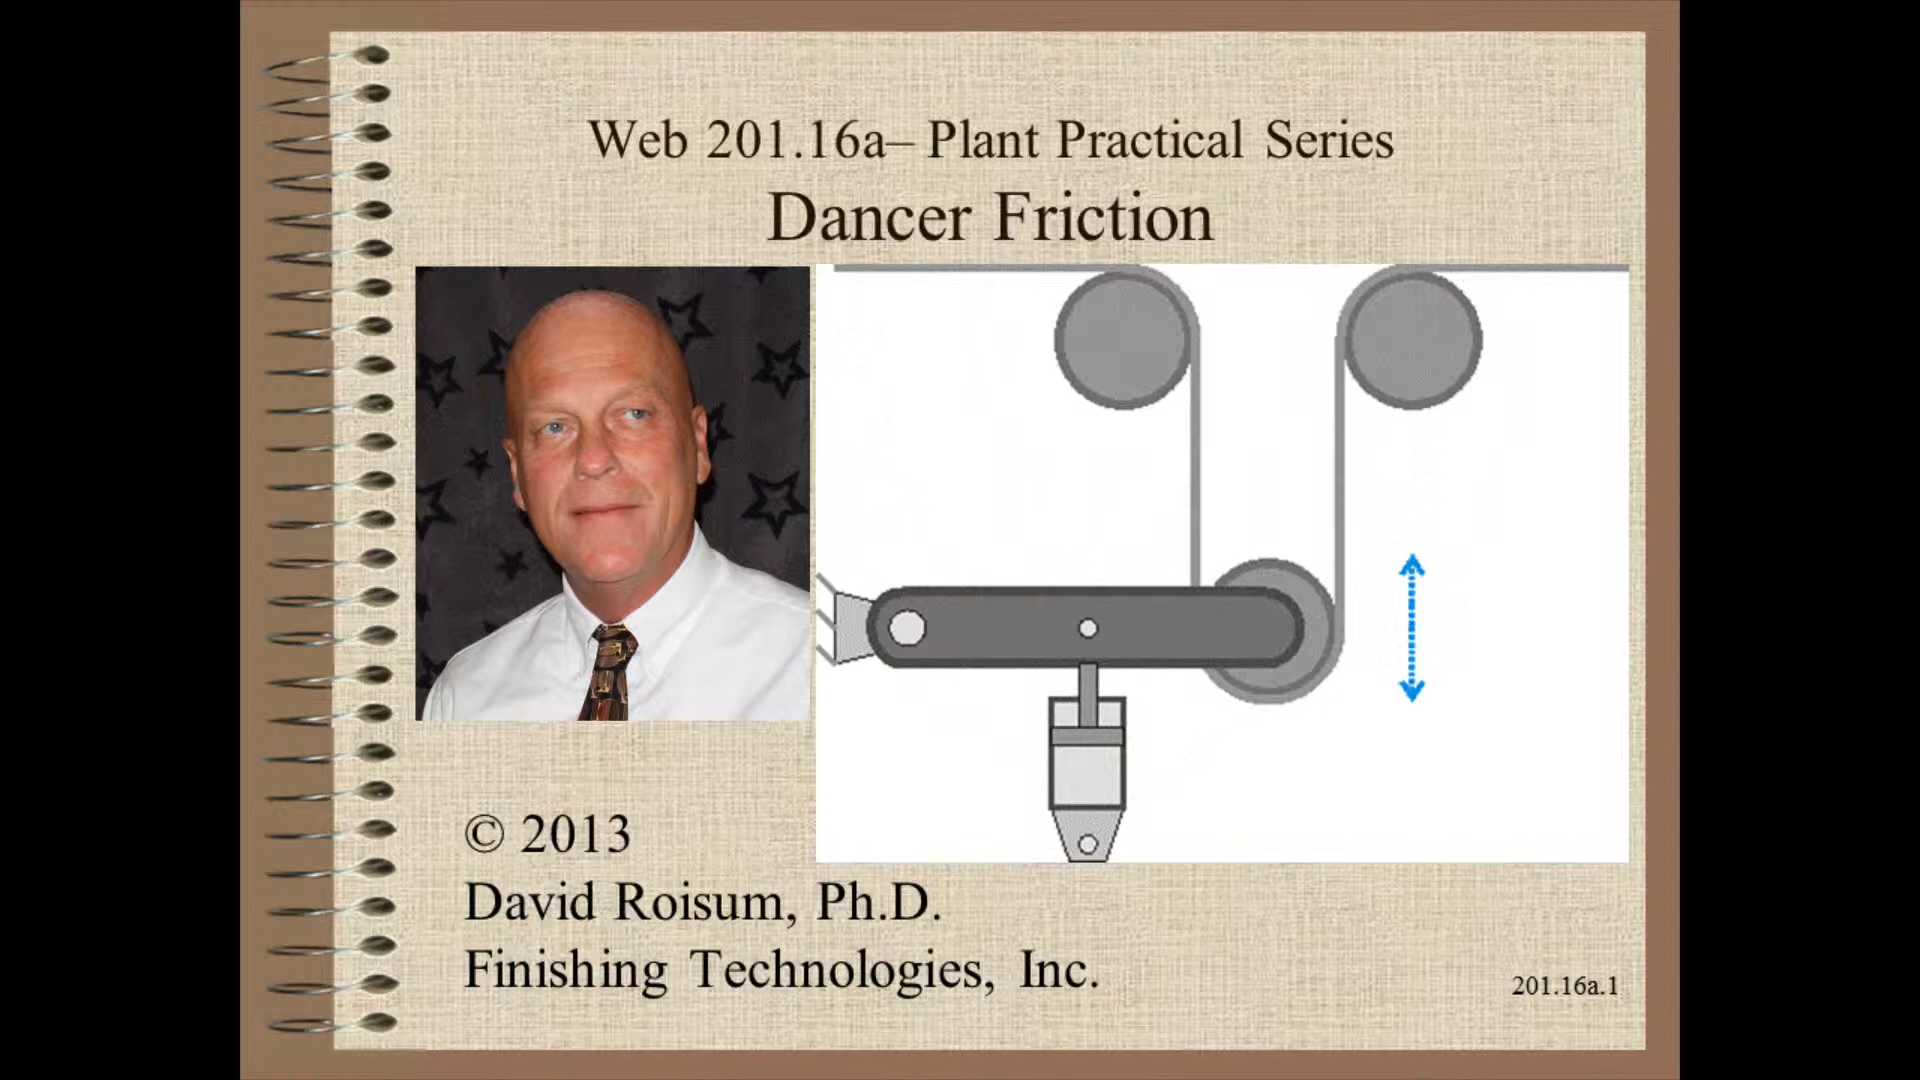 Web 201.16a– Plant Practical Series
Dancer Friction
© 2013
David Roisum, Ph.D.
Finishing Technologies, Inc.
201.16a.1